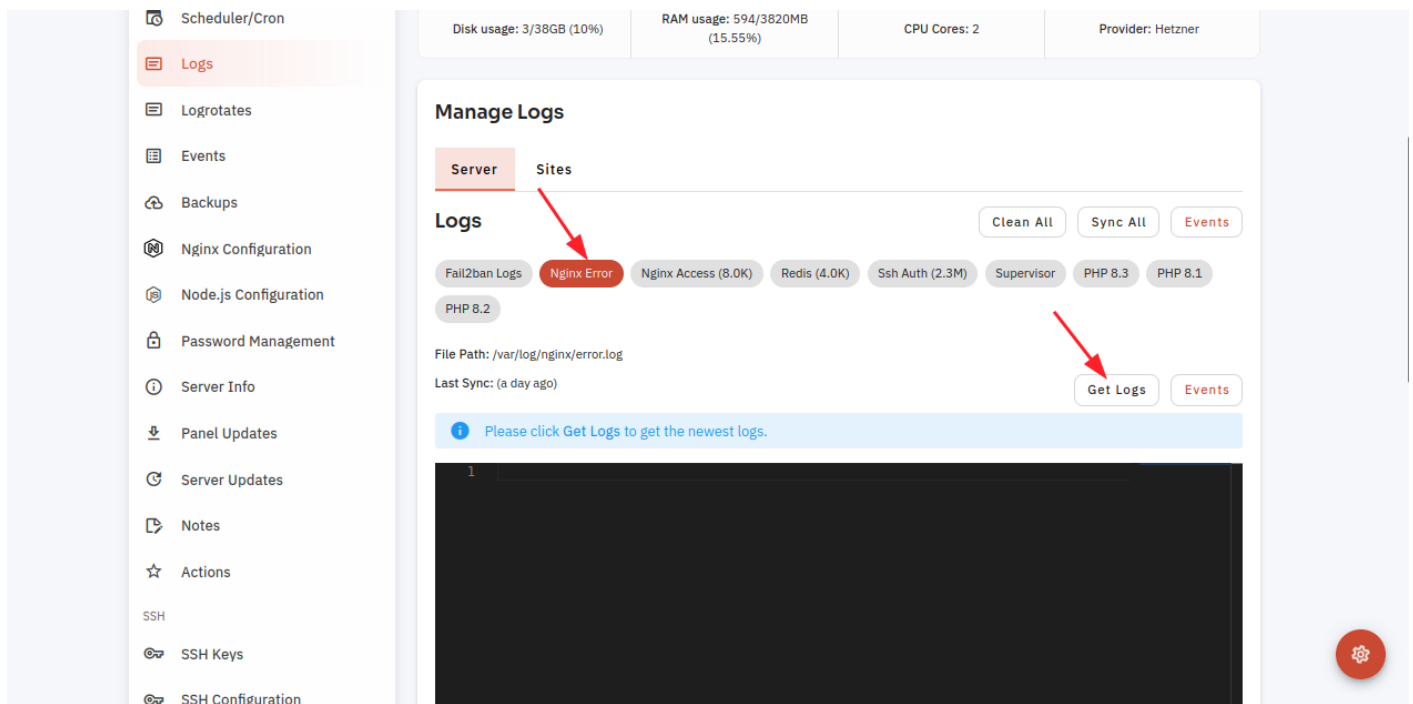 Scheduler/Cron
Logs
Logrotates
Events
Backups
Nginx Configuration
Node.js Configuration
Password Management
Server Info
Panel Updates
Server Updates
Notes
Actions
SSH
SSH Keys
SSH Configuration
Disk usage: 3/38GB (10%)
RAM usage: 594/3820MB
(15.55%)
CPU Cores: 2
Provider: Hetzner
Manage Logs
Server Sites
Logs
Clean All Sync All Events
Fail2ban Logs Nginx Error Nginx Access (8.0K) Redis (4.0K) Ssh Auth (2.3M) Supervisor PHP 8.3 PHP 8.1
PHP 8.2
File Path: /var/log/nginx/error.log
Last Sync: (a day ago)
Get Logs Events
Please click Get Logs to get the newest logs.
1